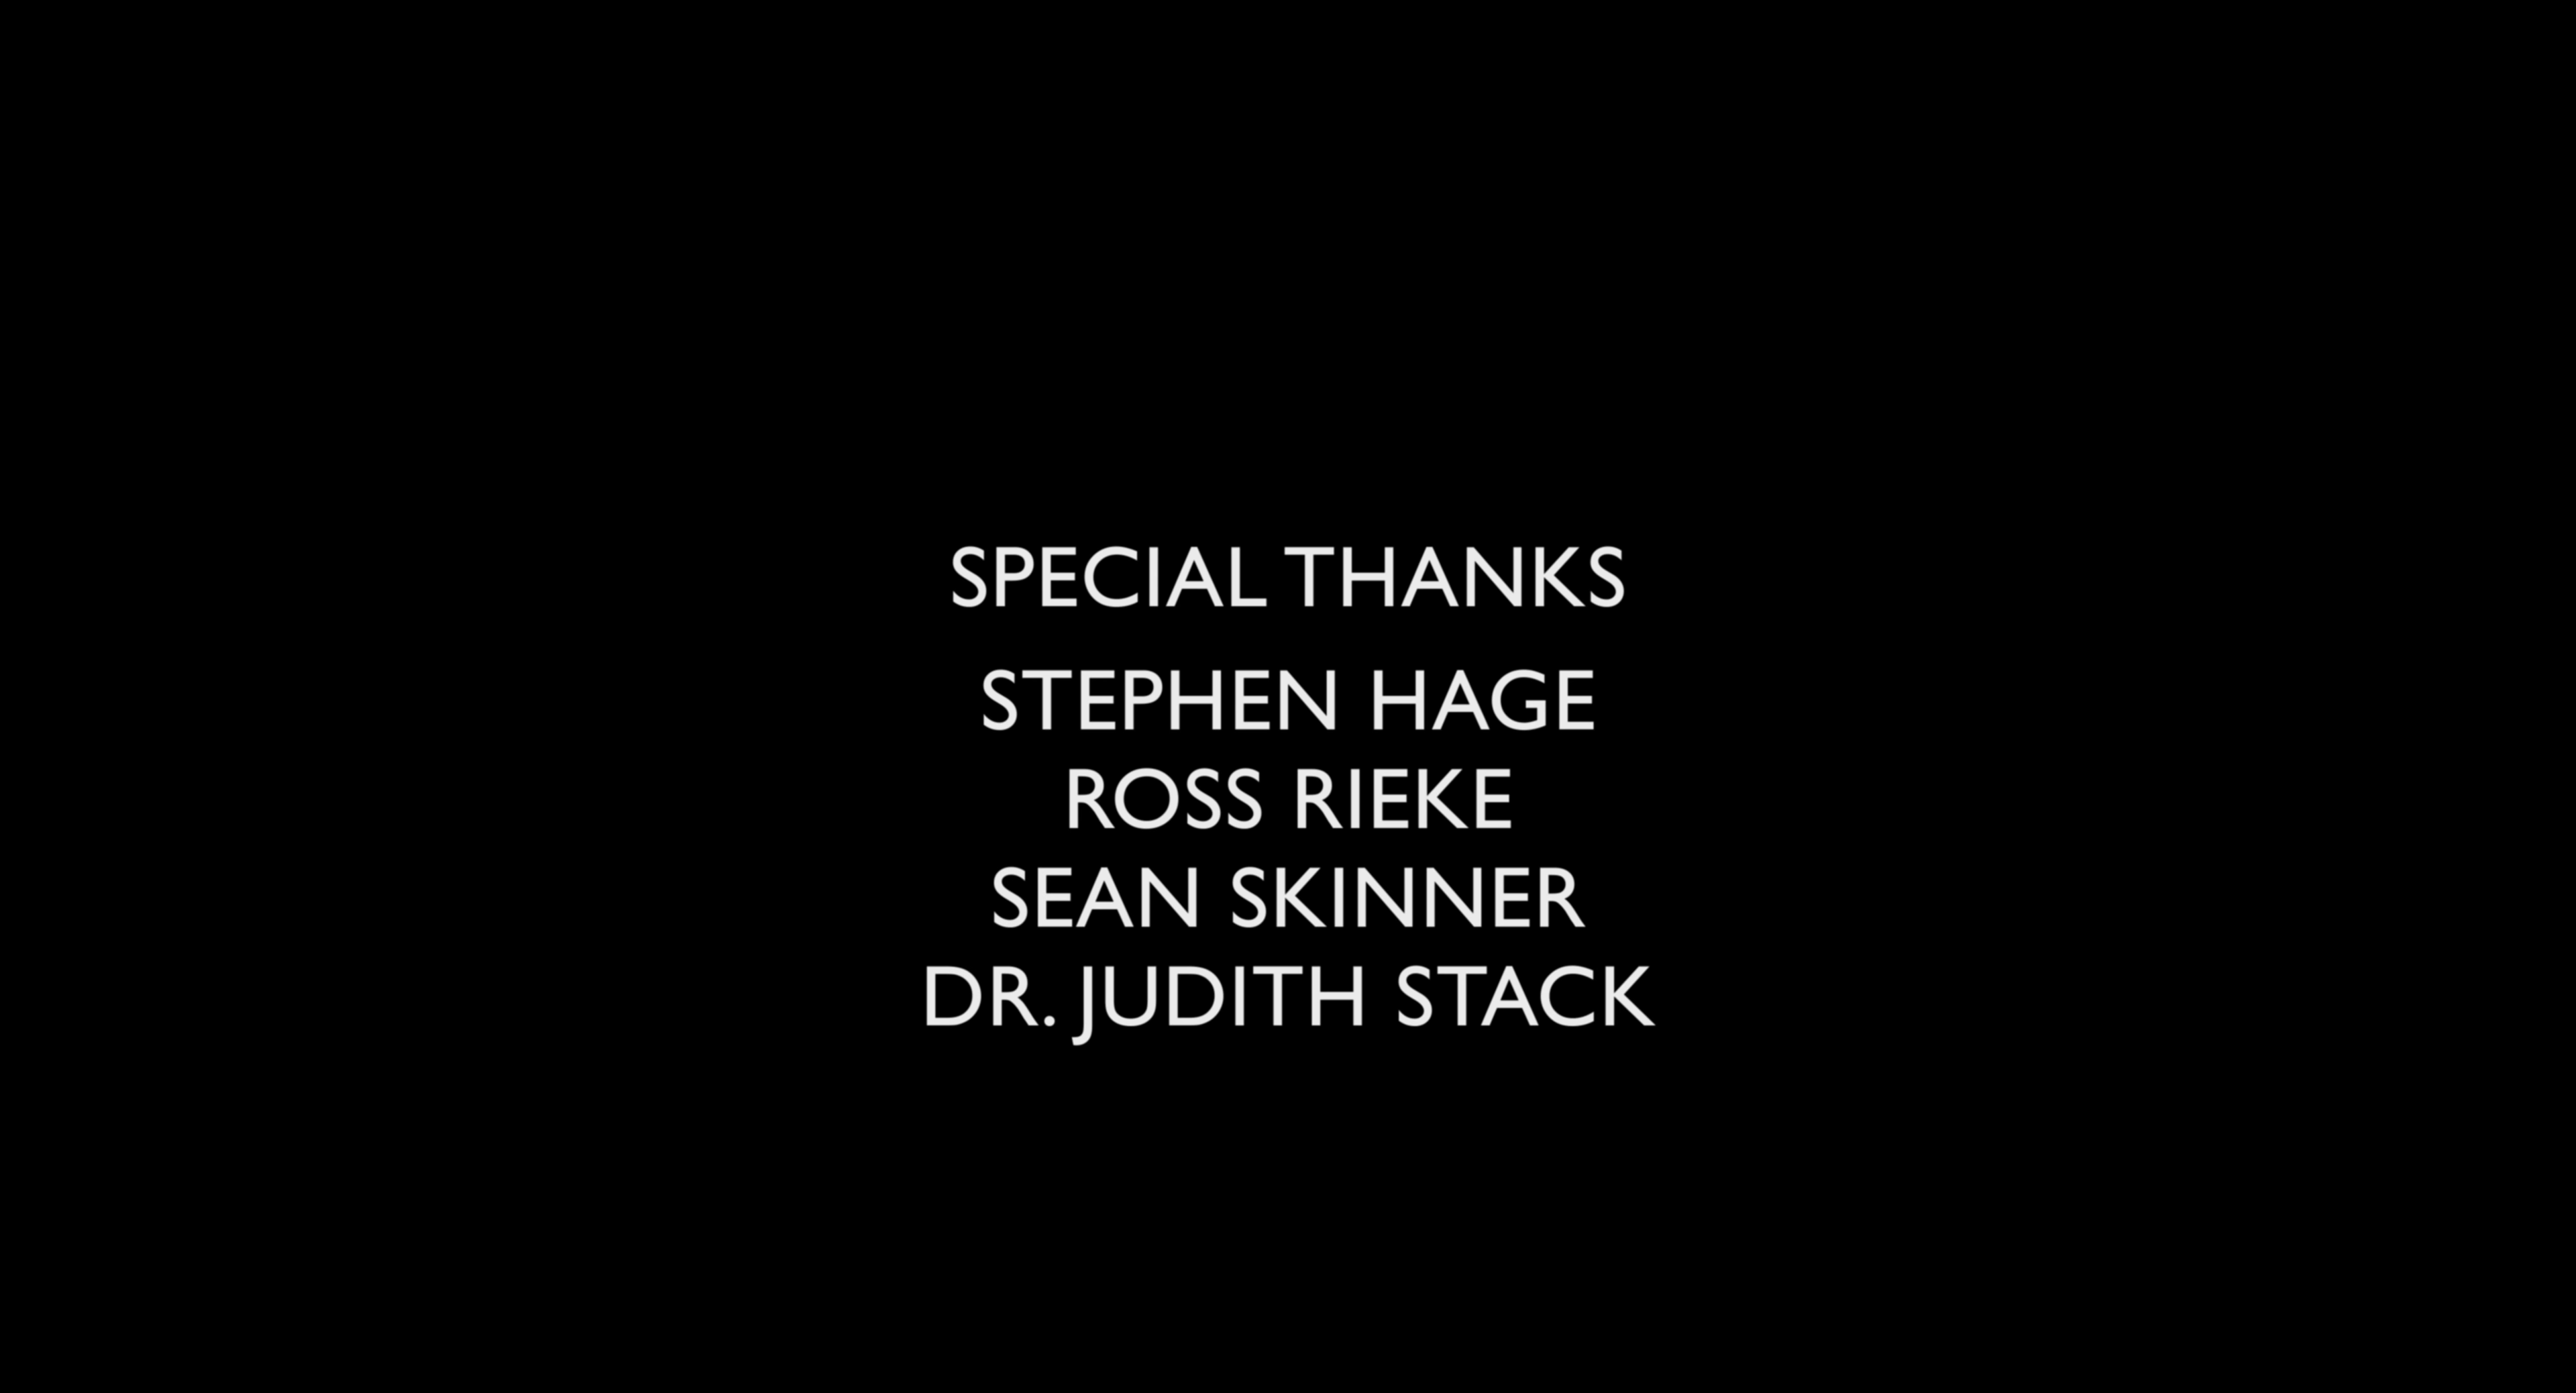 SPECIAL THANKS
STEPHEN HAGE
ROSS RIEKE
SEAN SKINNER
DR. JUDITH STACK